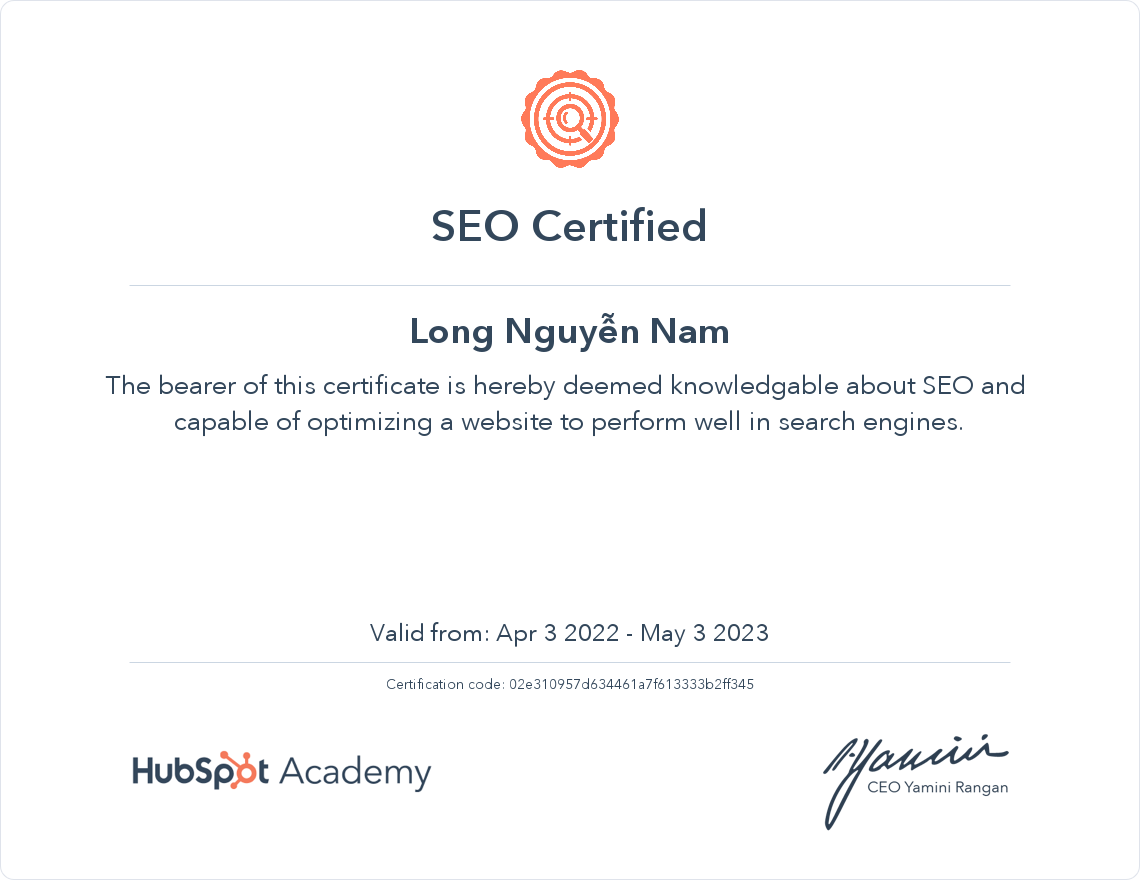 SEO Certified
Long Nguyễn Nam
The bearer of this certificate is hereby deemed knowledgable about SEO and
capable of optimizing a website to perform well in search engines.
Valid from: Apr 3 2022 - May 3 2023
Certification code: 02e310957d634461a7f613333b2ff345
HubSpot Academy
CEO Yamini Rangan